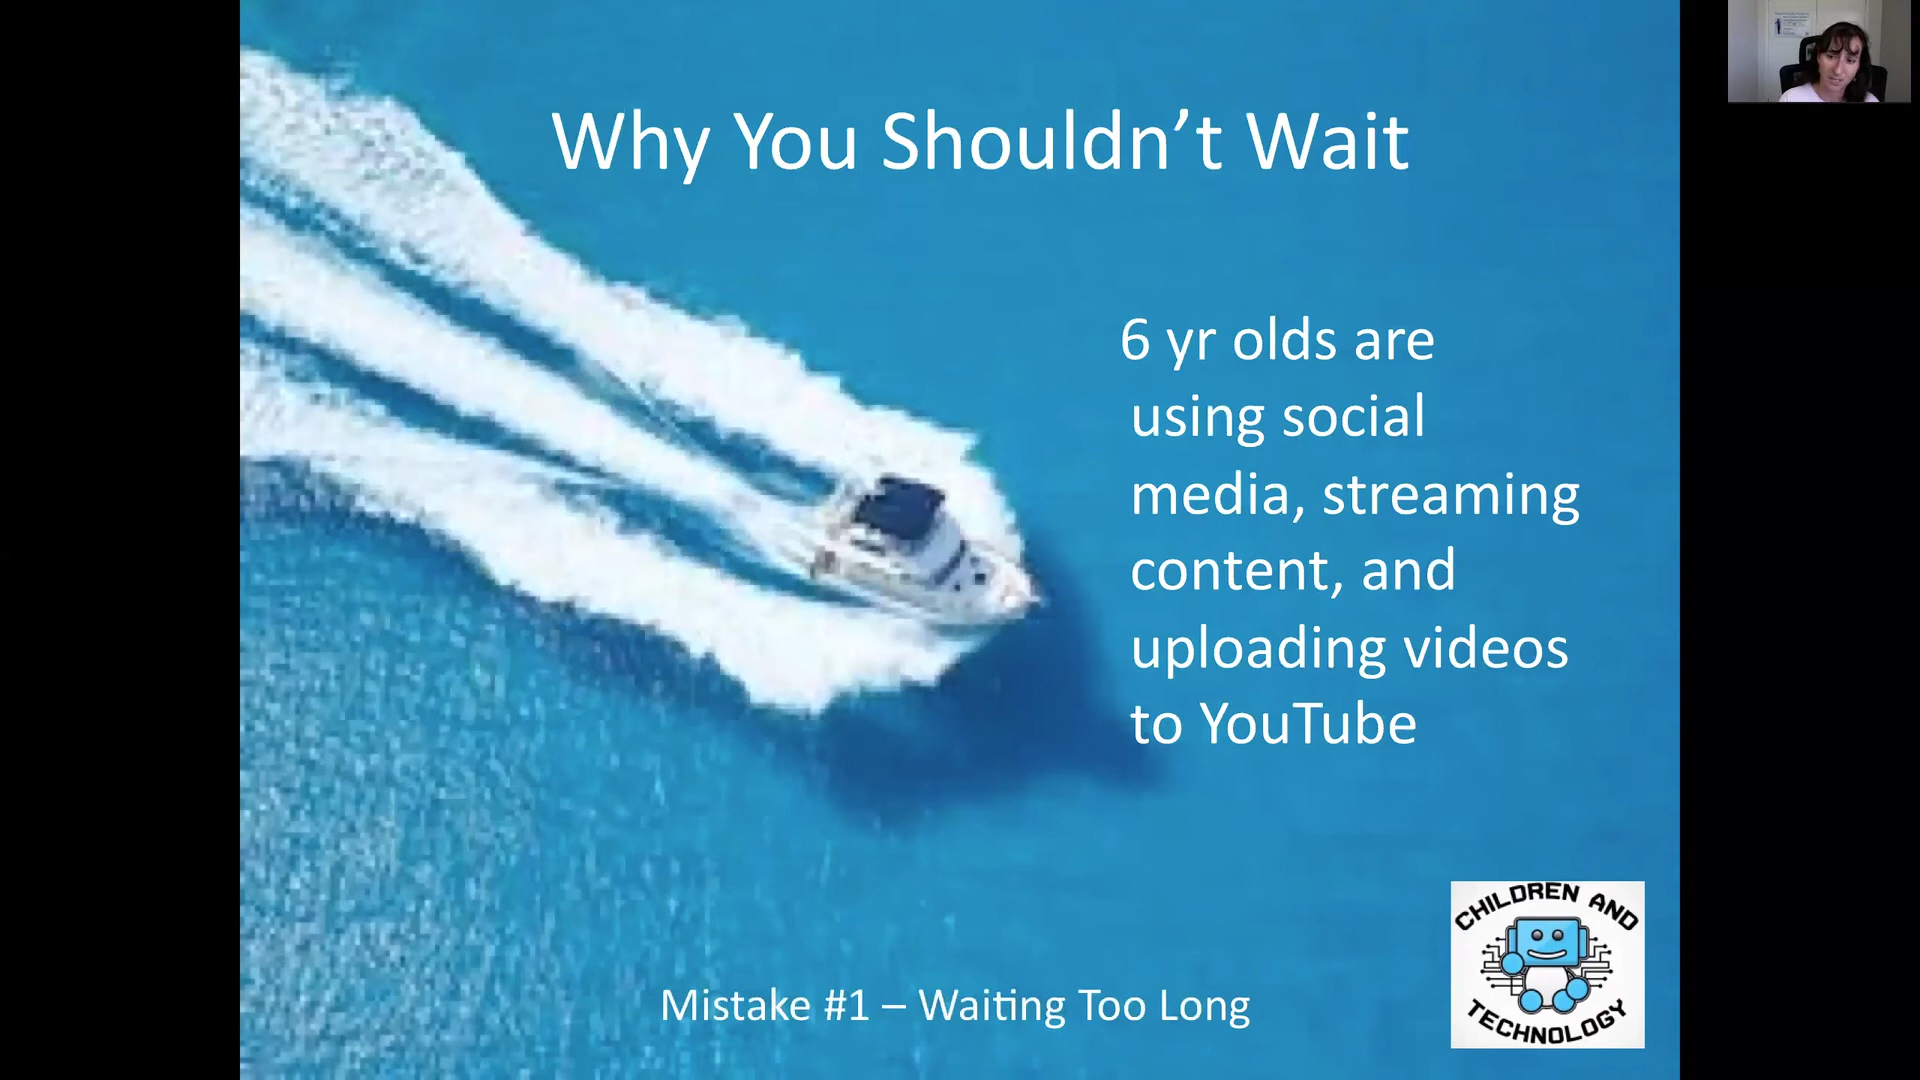 Why You Shouldn't Wait
6 yr olds are
using social
media, streaming
content, and
uploading videos
to YouTube
Mistake #1 – Waiting Too Long
CHILDREN AND
TECHNOLOGY